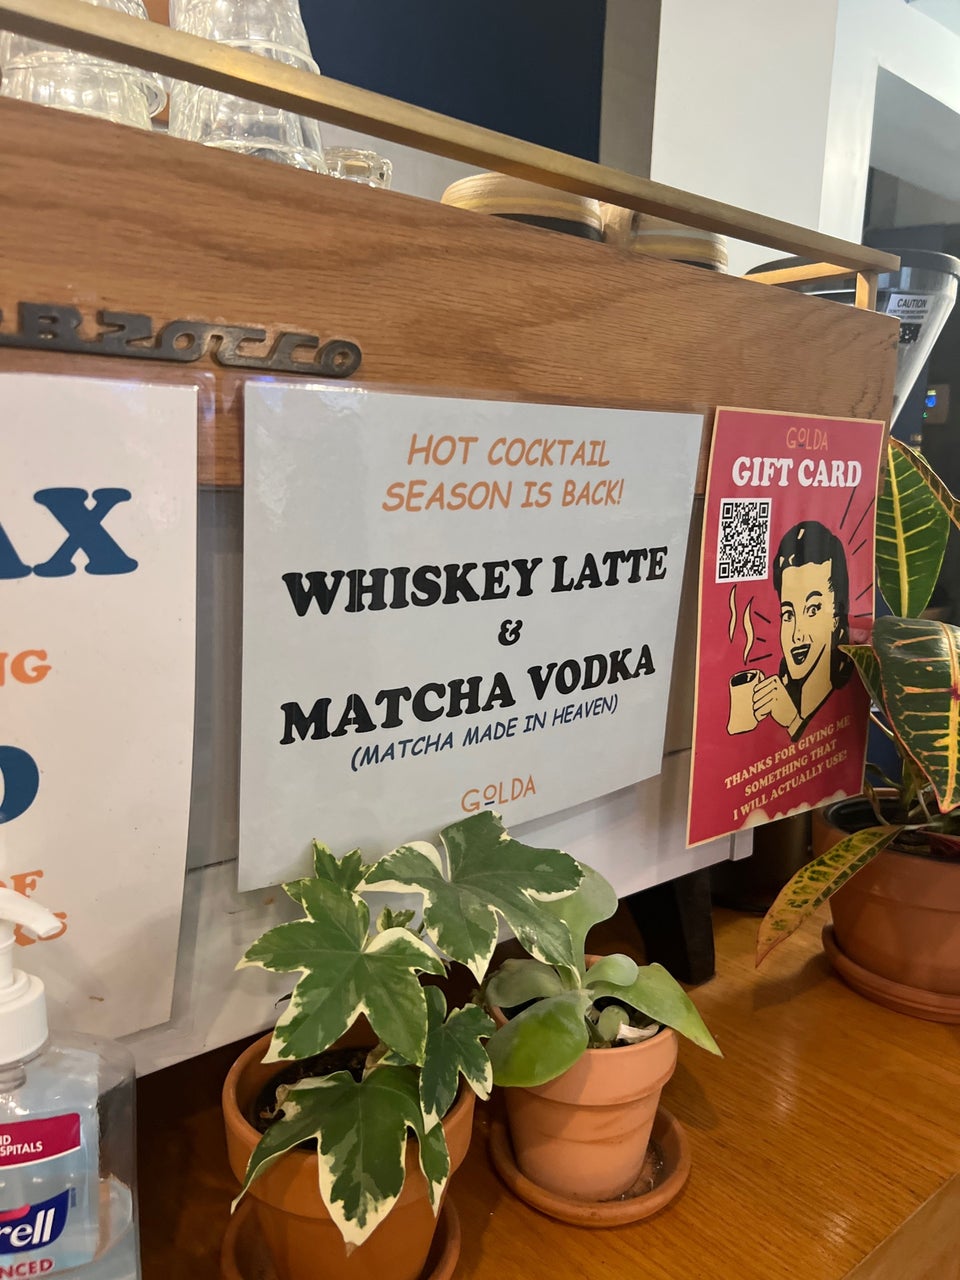 HOT COCKTAIL
SEASON IS BACK!
WHISKEY LATTE
&
MATCHA VODKA
(MATCHA MADE IN HEAVEN)
GOLDA
GOLDA
GIFT CARD
THANKS FOR GIVING ME
SOMETHING THAT
I WILL ACTUALLY USE!
CAUTION